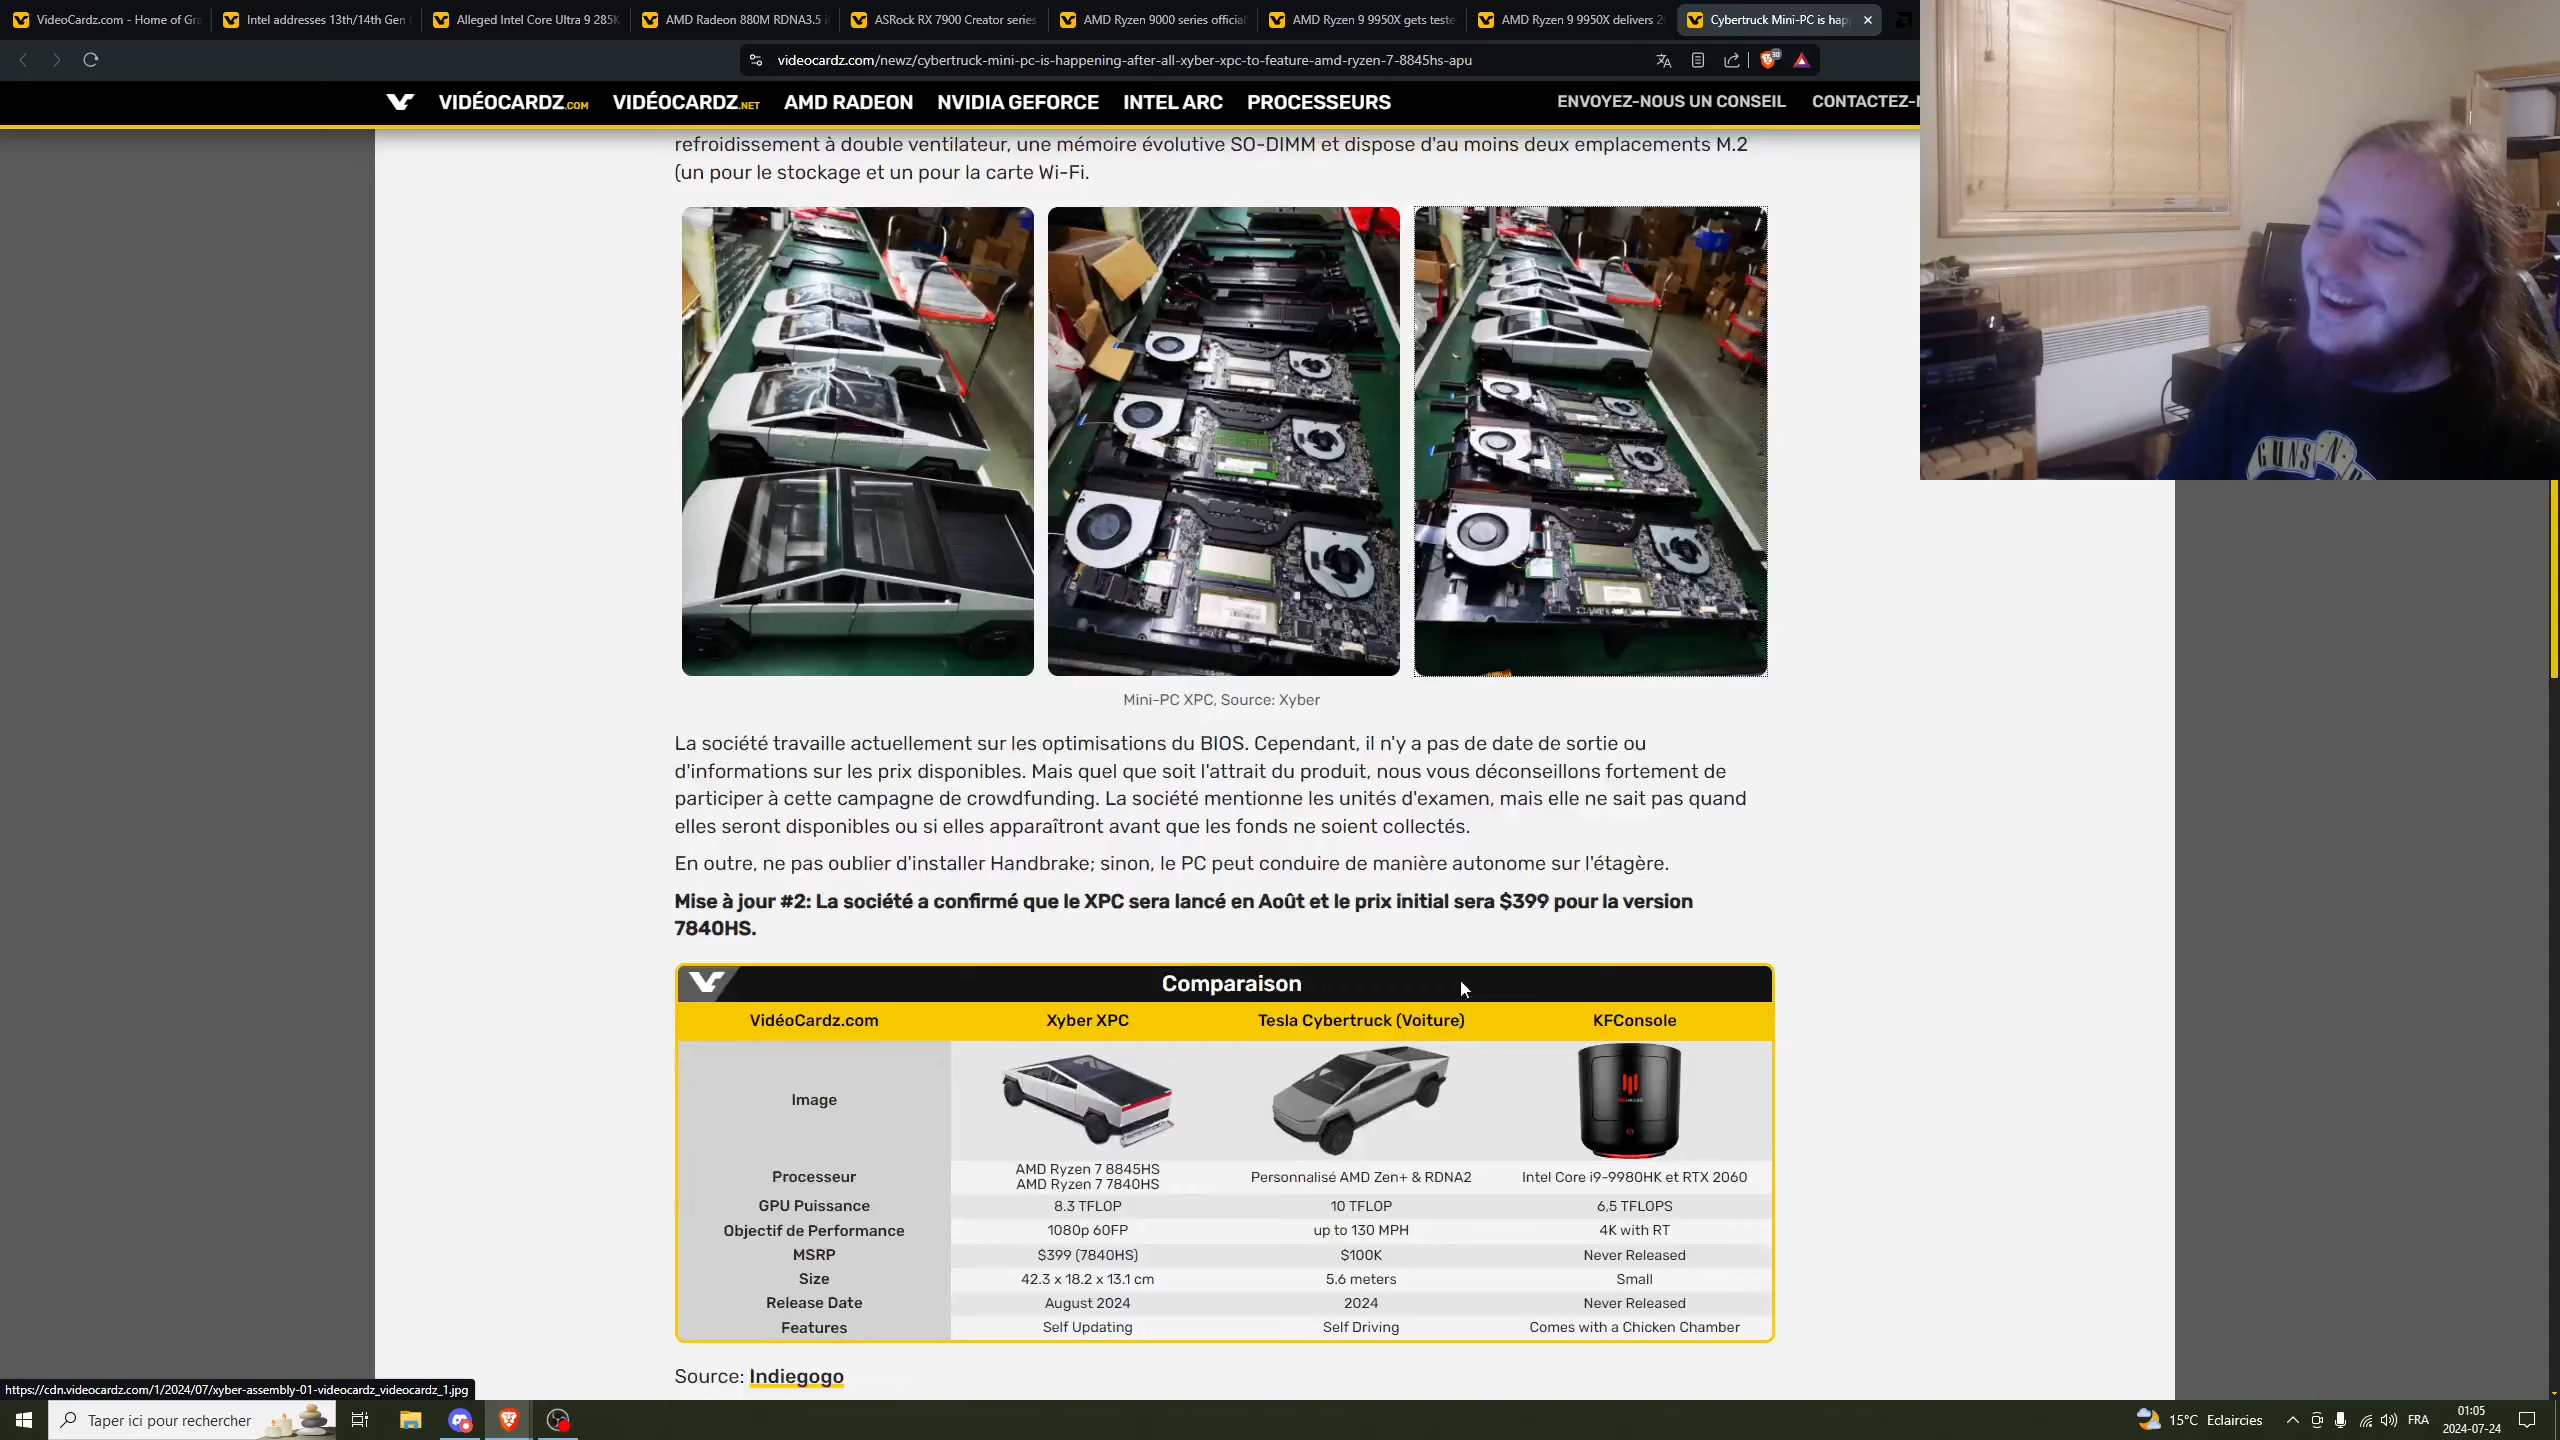 VideoCardz.com - Home of Gra
Intel addresses 13th/14th Gen
Alleged Intel Core Ultra 9 285K
AMD Radeon 880M RDNA3.5 i
ASRock RX 7900 Creator series
AMD Ryzen 9000 series official
AMD Ryzen 9 9950X gets teste
AMD Ryzen 9 9950X delivers 2
Cybertruck Mini-PC is hap
videocardz.com/newz/cybertruck-mini-pc-is-happening-after-all-xyber-xpc-to-feature-amd-ryzen-7-8845hs-apu
VIDÉOCARDZ.COM VIDÉOCARDZ.NET AMD RADEON NVIDIA GEFORCE INTEL ARC PROCESSEURS ENVOYEZ-NOUS UN CONSEIL CONTACTEZ-
refroidissement à double ventilateur, une mémoire évolutive SO-DIMM et dispose d'au moins deux emplacements M.2
(un pour le stockage et un pour la carte Wi-Fi.
GUNS N
Mini-PC XPC, Source: Xyber
La société travaille actuellement sur les optimisations du BIOS. Cependant, il n'y a pas de date de sortie ou
d'informations sur les prix disponibles. Mais quel que soit l'attrait du produit, nous vous déconseillons fortement de
participer à cette campagne de crowdfunding. La société mentionne les unités d'examen, mais elle ne sait pas quand
elles seront disponibles ou si elles apparaîtront avant que les fonds ne soient collectés.
En outre, ne pas oublier d'installer Handbrake; sinon, le PC peut conduire de manière autonome sur l'étagère.
Mise à jour #2: La société a confirmé que le XPC sera lancé en Août et le prix initial sera $399 pour la version
7840HS.
Comparaison
VidéoCardz.com Xyber XPC Tesla Cybertruck (Voiture) KFConsole
Image
Processeur AMD Ryzen 7 8845HS
AMD Ryzen 7 7840HS Personnalisé AMD Zen+ & RDNA2 Intel Core i9-9980HK et RTX 2060
GPU Puissance 8.3 TFLOP 10 TFLOP 6,5 TFLOPS
Objectif de Performance 1080p 60FP up to 130 MPH 4K with RT
MSRP $399 (7840HS) $100K Never Released
Size 42.3 x 18.2 x 13.1 cm 5.6 meters Small
Release Date August 2024 2024 Never Released
Features Self Updating Self Driving Comes with a Chicken Chamber
Source: Indiegogo
https://cdn.videocardz.com/1/2024/07/xyber-assembly-01-videocardz_videocardz_1.jpg
Taper ici pour rechercher
15°C Eclaircies
FRA
01:05
2024-07-24